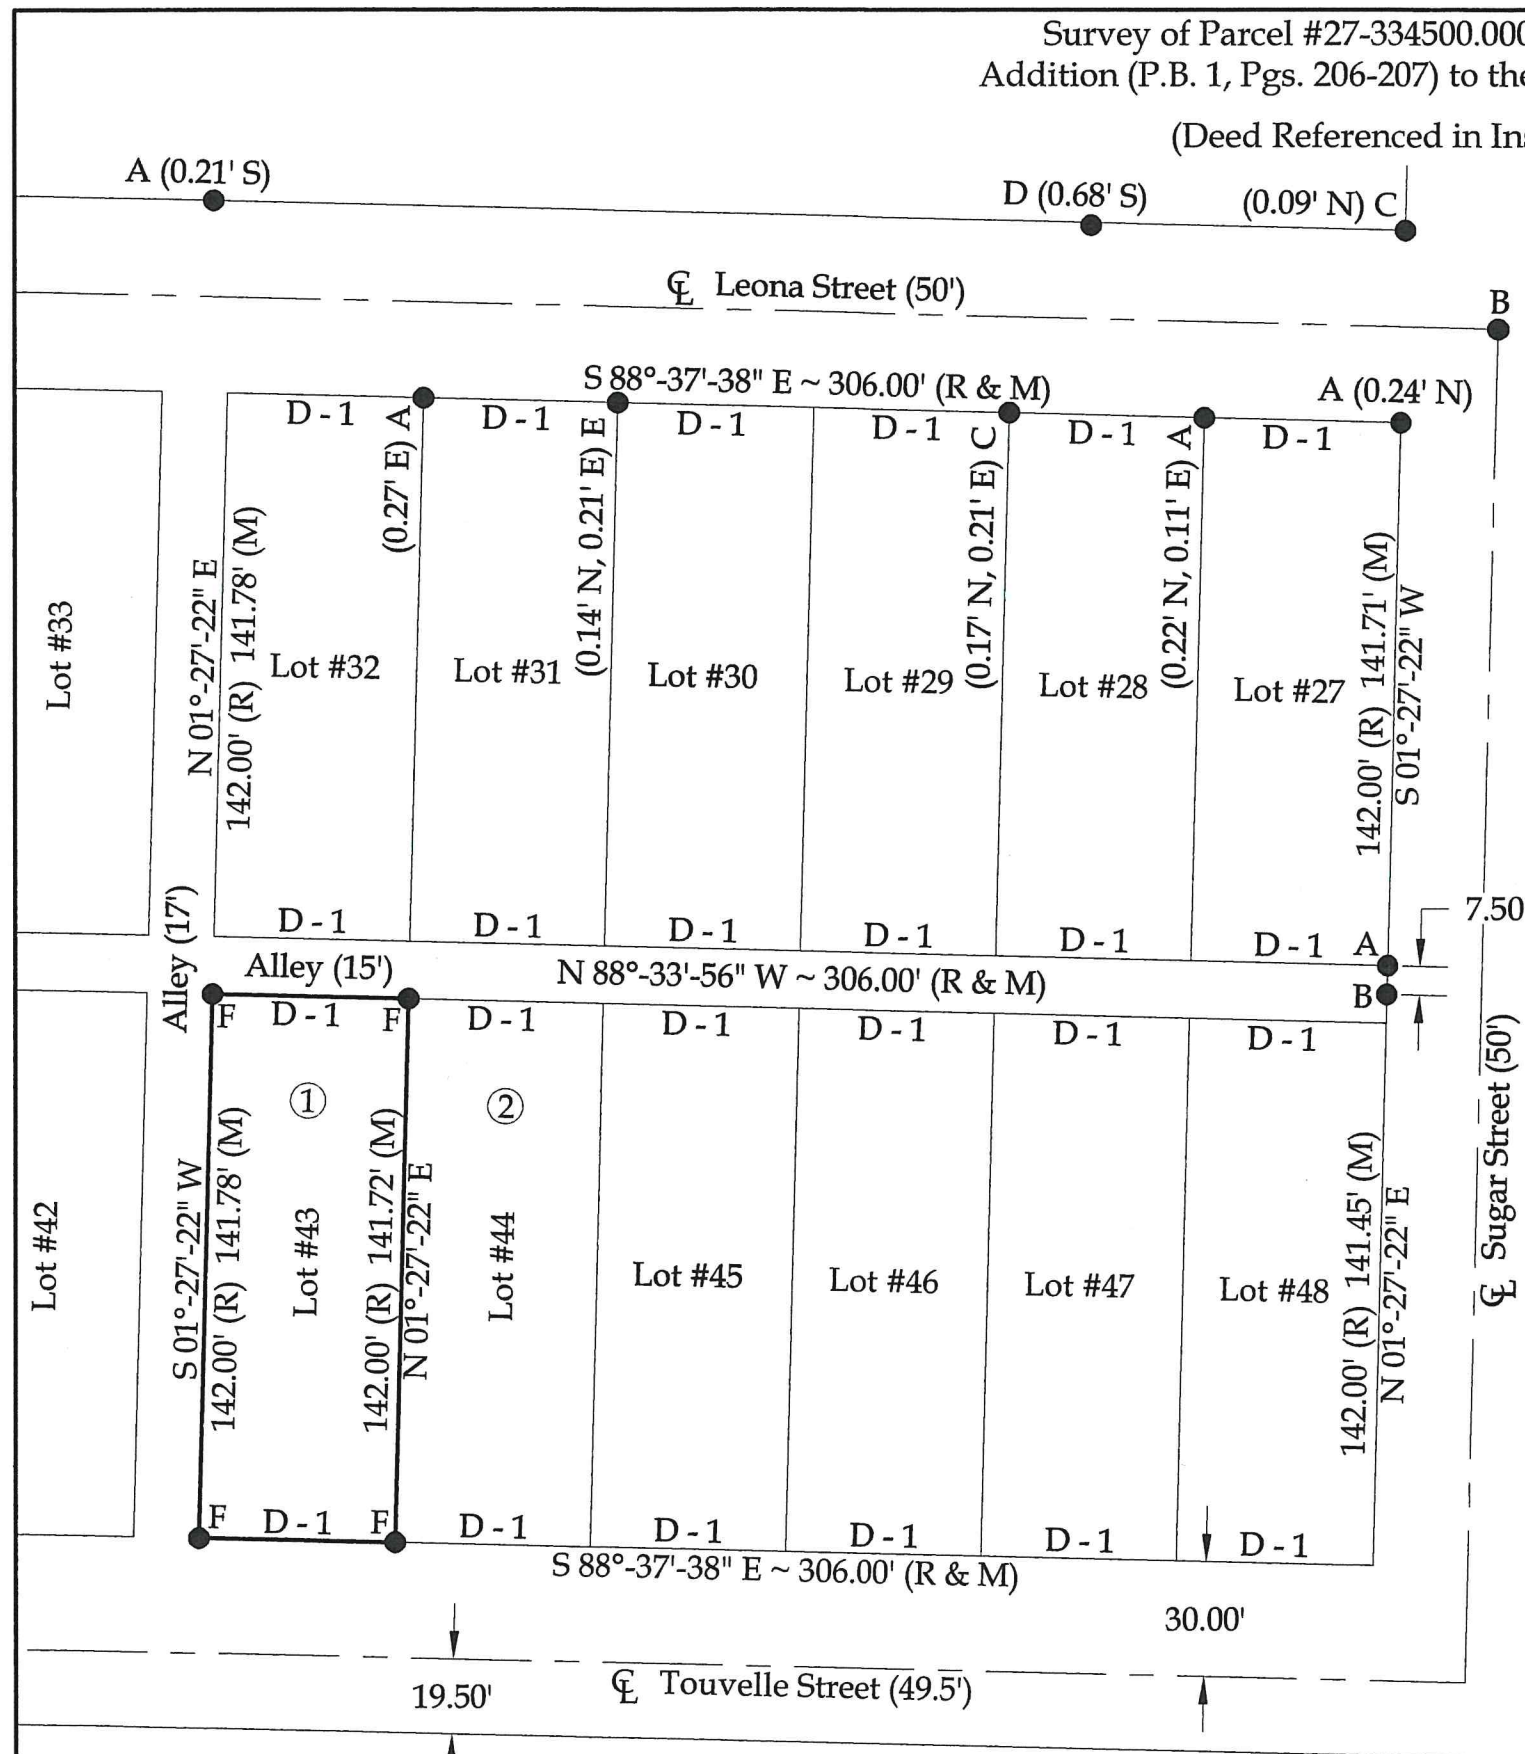 Survey of Parcel #27-334500.000
Addition (P.B. 1, Pgs. 206-207) to the
(Deed Referenced in Ins
A (0.21' S)
D (0.68' S)
(0.09' N) C
℄ Leona Street (50')
B
S 88°-37'-38" E ~ 306.00' (R & M)
A (0.24' N)
D - 1
D - 1
D - 1
D - 1
D - 1
D - 1
(0.27' E) A
(0.14' N, 0.21' E) E
(0.17' N, 0.21' E) C
(0.22' N, 0.11' E) A
Lot #33
N 01°-27'-22" E
142.00' (R) 141.78' (M)
Lot #32
Lot #31
Lot #30
Lot #29
Lot #28
Lot #27
142.00' (R) 141.71' (M)
S 01°-27'-22" W
D - 1
D - 1
D - 1
D - 1
D - 1
D - 1
A
7.50
Alley (17')
Alley (15')
N 88°-33'-56" W ~ 306.00' (R & M)
B
F
D - 1
F
D - 1
D - 1
D - 1
D - 1
D - 1
1
2
Lot #42
S 01°-27'-22" W
142.00' (R) 141.78' (M)
Lot #43
142.00' (R) 141.72' (M)
N 01°-27'-22" E
Lot #44
Lot #45
Lot #46
Lot #47
Lot #48
142.00' (R) 141.45' (M)
N 01°-27'-22" E
℄ Sugar Street (50')
F
D - 1
F
D - 1
D - 1
D - 1
D - 1
D - 1
S 88°-37'-38" E ~ 306.00' (R & M)
30.00'
19.50'
℄ Touvelle Street (49.5')